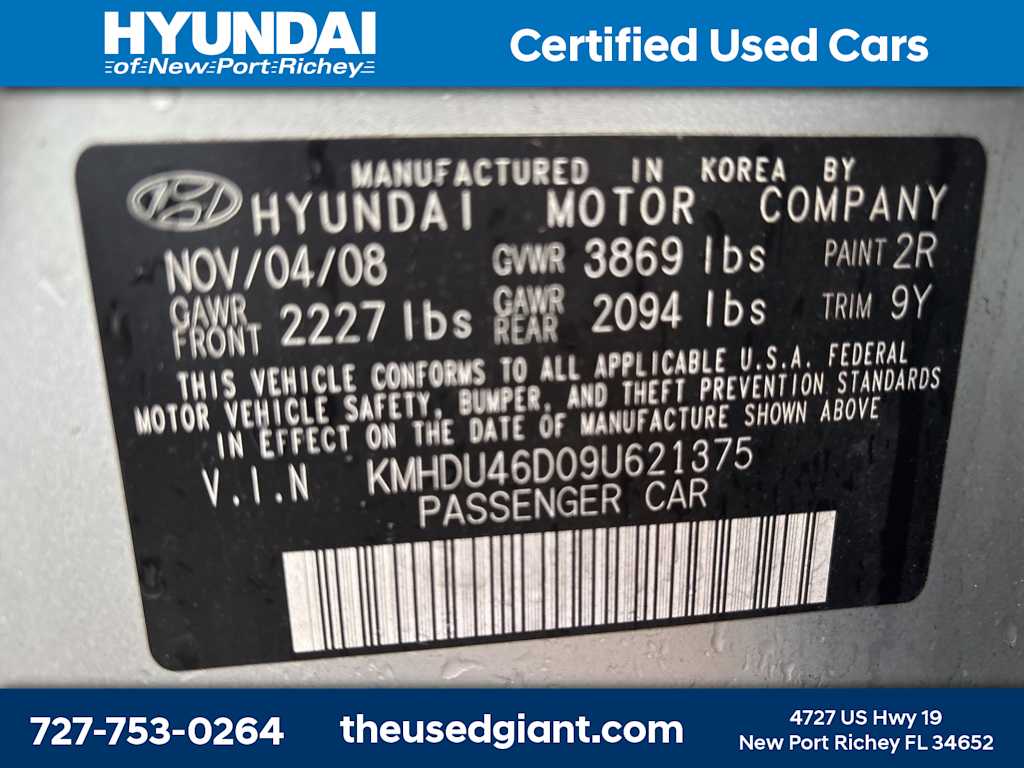 HYUNDAI
of New Port Richey
Certified Used Cars
MANUFACTURED IN KOREA BY
HYUNDAI MOTOR COMPANY
NOV/04/08 GVWR 3869 lbs PAINT 2R
GAWR FRONT 2227 lbs GAWR REAR 2094 lbs TRIM 9Y
THIS VEHICLE CONFORMS TO ALL APPLICABLE U.S.A. FEDERAL
MOTOR VEHICLE SAFETY, BUMPER, AND THEFT PREVENTION STANDARDS
IN EFFECT ON THE DATE OF MANUFACTURE SHOWN ABOVE
V.I.N KMHDU46D09U621375
PASSENGER CAR
727-753-0264
theusedgiant.com
4727 US Hwy 19
New Port Richey FL 34652